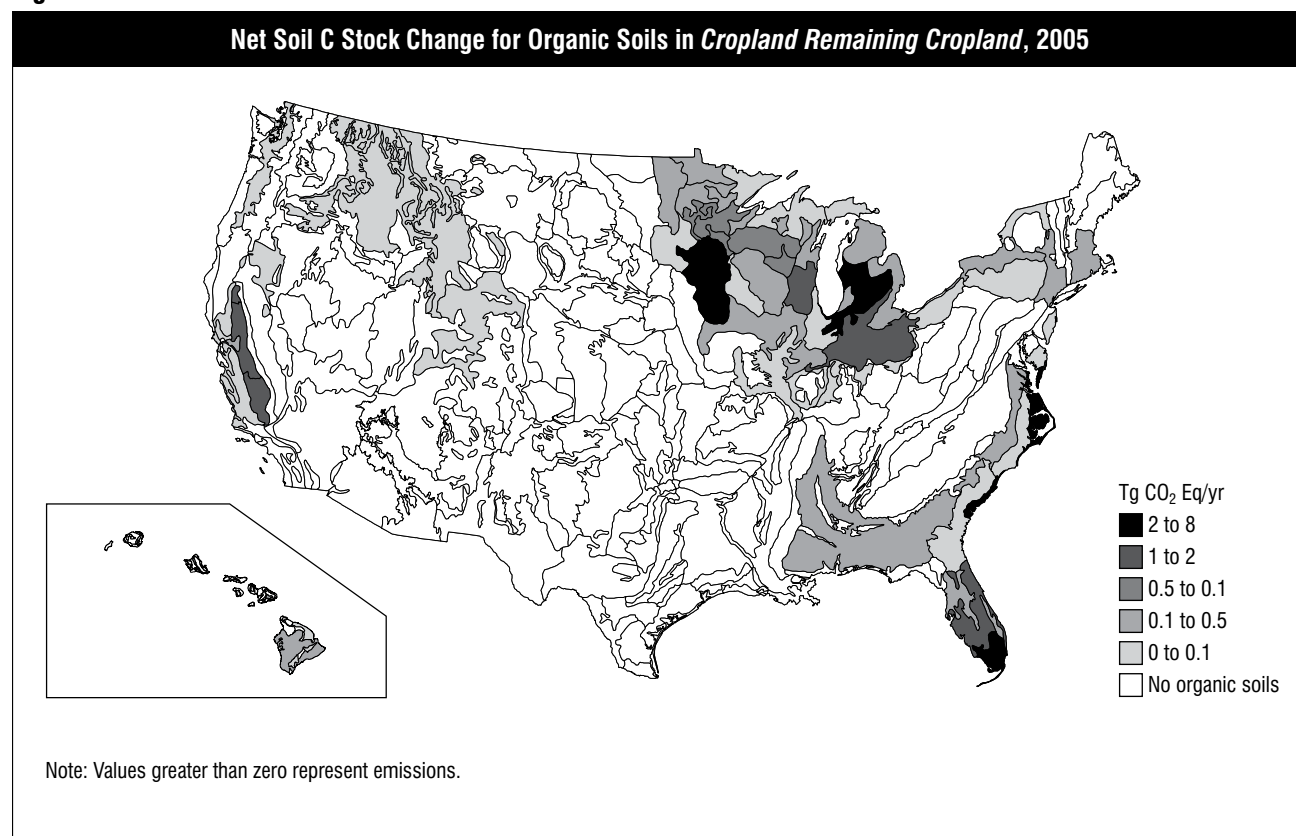 Net Soil C Stock Change for Organic Soils in Cropland Remaining Cropland, 2005
Tg CO₂ Eq/yr
2 to 8
1 to 2
0.5 to 0.1
0.1 to 0.5
0 to 0.1
No organic soils
Note: Values greater than zero represent emissions.